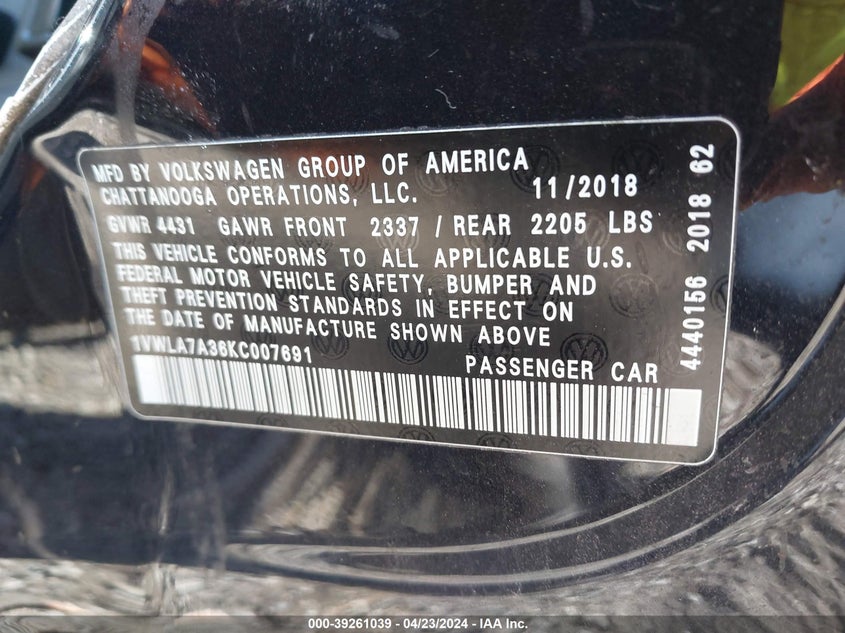 MFD BY VOLKSWAGEN GROUP OF AMERICA
CHATTANOOGA OPERATIONS, LLC. 11/2018
GVWR 4431 GAWR FRONT 2337 / REAR 2205 LBS
THIS VEHICLE CONFORMS TO ALL APPLICABLE U.S.
FEDERAL MOTOR VEHICLE SAFETY, BUMPER AND
THEFT PREVENTION STANDARDS IN EFFECT ON
THE DATE OF MANUFACTURE SHOWN ABOVE
1VWLA7A36KC007691 PASSENGER CAR
4440156 2018 62
000-39261039 / 04/23/2024 - IAA Inc.